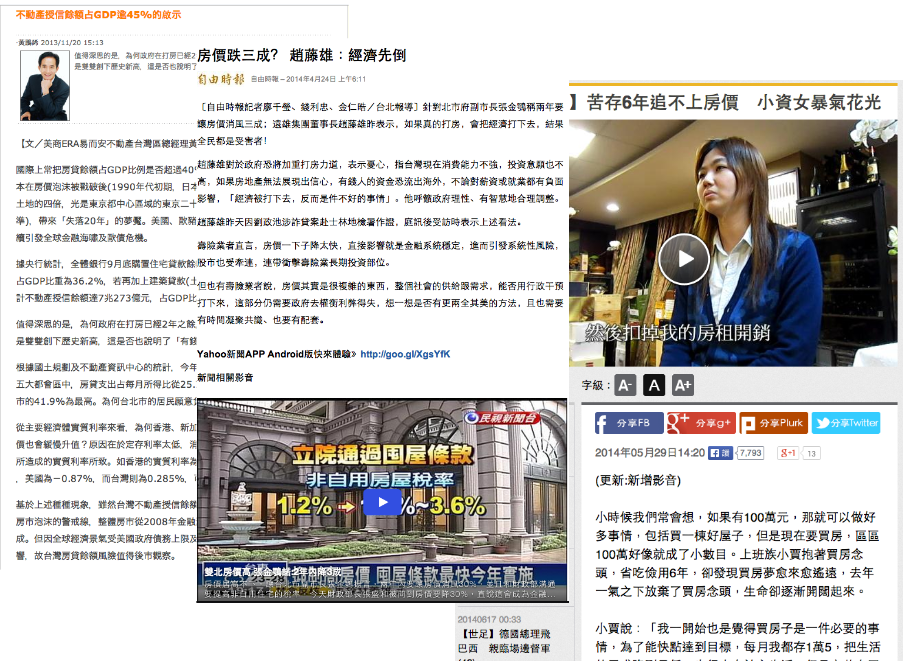 不動產授信餘額占GDP逾45%的啟示
黃鵬䛿 2013/11/20 15:13
值得深思的是，為何政府在打房已經2
是雙雙創下歷史新高，這是否也說明了
【文／美商ERA易而安不動產台灣區總經理黃
國際上常把房貸餘額占GDP比例是否超過40
本在房價泡沫被戳破後(1990年代初期，日本
土地的四倍，光是東京都中心區域的東京二十
準)，帶來「失落20年」的夢魘。美國、歐豬
續引發全球金融海嘯及歐債危機。
據央行統計，全體銀行9月底購置住宅貸款餘
占GDP比重為36.2%，若再加上建築貸款(土
計不動產授信餘額達7兆273億元，占GDP比
值得深思的是，為何政府在打房已經2年之餘
是雙雙創下歷史新高，這是否也說明了「有錢
根據國土規劃及不動產資訊中心的統計，今年
五大都會區中，房貸支出占每月所得比從25.
市的41.9%為最高。為何台北市的居民願意
從主要經濟體實質利率來看，為何香港、新加
價也會緩慢升值？原因在於定存利率太低，消
所造成的實質利率所致。如香港的實質利率為
，美國為－0.87%，而台灣則為0.285%，
基於上述種種現象，雖然台灣不動產授信餘額
房市泡沫的警戒線，整體房市從2008年金融
成。但因全球經濟景氣受美國政府債務上限及
響，故台灣房貸餘額風險值得後市觀察。
房價跌三成? 趙藤雄：經濟先倒
自由時報 自由時報 – 2014年4月24日 上午6:11
〔自由時報記者廖千瑩、錢利忠、金仁晧／台北報導〕針對北市府副市長張金鶚稱兩年要
讓房價消風三成；遠雄集團董事長趙藤雄昨表示，如果真的打房，會把經濟打下去，結果
全民都是受害者！
趙藤雄對於政府恐將加重打房力道，表示憂心，指台灣現在消費能力不強，投資意願也不
高，如果房地產無法展現出信心，有錢人的資金恐流出海外，不論對薪資或就業都有負面
影響，「經濟被打下去，反而是件不好的事情」。他呼籲政府理性、有智慧地合理調整。
趙藤雄昨天因劉政池涉詐貸案赴士林地檢署作證，庭訊後受訪時表示上述看法。
壽險業者直言，房價一下子降太快，直接影響就是金融系統穩定，進而引發系統性風險，
股市也受牽連，連帶衝擊壽險業長期投資部位。
但也有壽險業者說，房價其實是很複雜的東西，整個社會的供給跟需求，能否用行政干預
打下來，這部分仍需要政府去權衡利弊得失，想一想是否有更兩全其美的方法，且也需要
有時間凝聚共識、也要有配套。
Yahoo新聞APP Android版快來體驗》http://goo.gl/XgsYfK
新聞相關影音
民視新聞台
立院通過囤屋條款
非自用房屋稅率
1.2%→ %~3.6%
雙北房價高 張金鶚給2年內降3成
房價 囤房條款最快今年實施
】苦存6年追不上房價 小資女暴氣花光
然後扣掉我的房租開銷
字級： A- A A+
分享FB 分享g+ 分享Plurk 分享Twitter
2014年05月29日14:20 讚 7,793 +1 13
(更新:新增影音)
小時候我們常會想，如果有100萬元，那就可以做好
多事情，包括買一棟好屋子，但是現在要買房，區區
100萬好像就成了小數目。上班族小賈抱著買房念
頭，省吃儉用6年，卻發現買房夢愈來愈遙遠，去年
一氣之下放棄了買房念頭，生命卻逐漸開闊起來。
小賈說：「我一開始也是覺得買房子是一件必要的事
情，為了能快點達到目標，每月我都存1萬5，把生活
20140617 00:33
【世足】德國總理飛
巴西 親臨場邊督軍